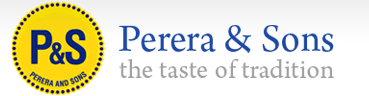 P&S
PERERA AND SONS
Perera & Sons
the taste of tradition